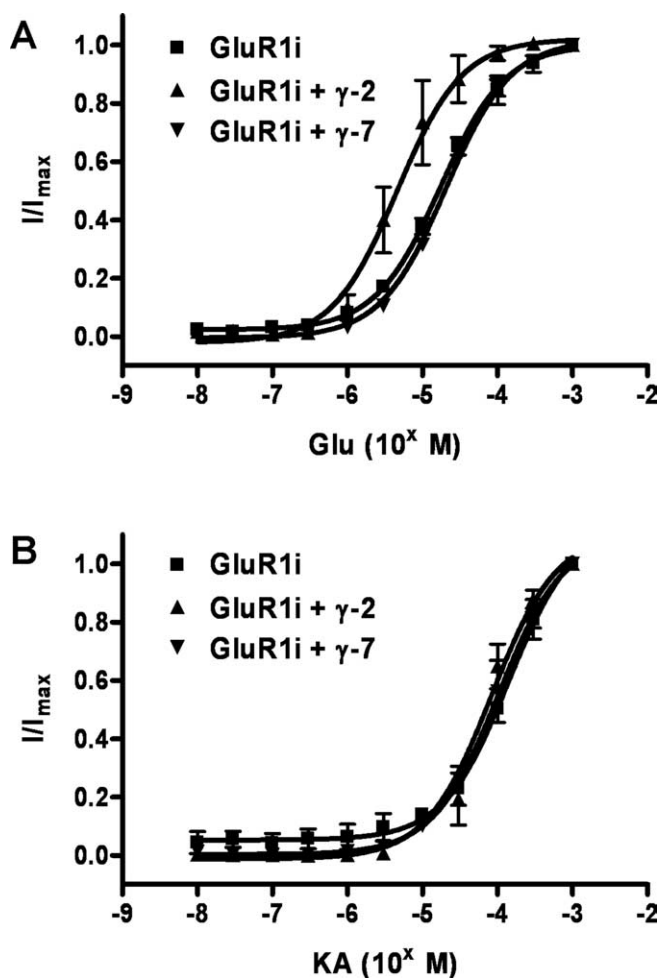 A
GluR1i
GluR1i + γ-2
GluR1i + γ-7
I/Imax
1.0
0.8
0.6
0.4
0.2
0.0
-9 -8 -7 -6 -5 -4 -3 -2
Glu (10^x M)
B
GluR1i
GluR1i + γ-2
GluR1i + γ-7
I/Imax
1.0
0.8
0.6
0.4
0.2
0.0
-9 -8 -7 -6 -5 -4 -3 -2
KA (10^x M)